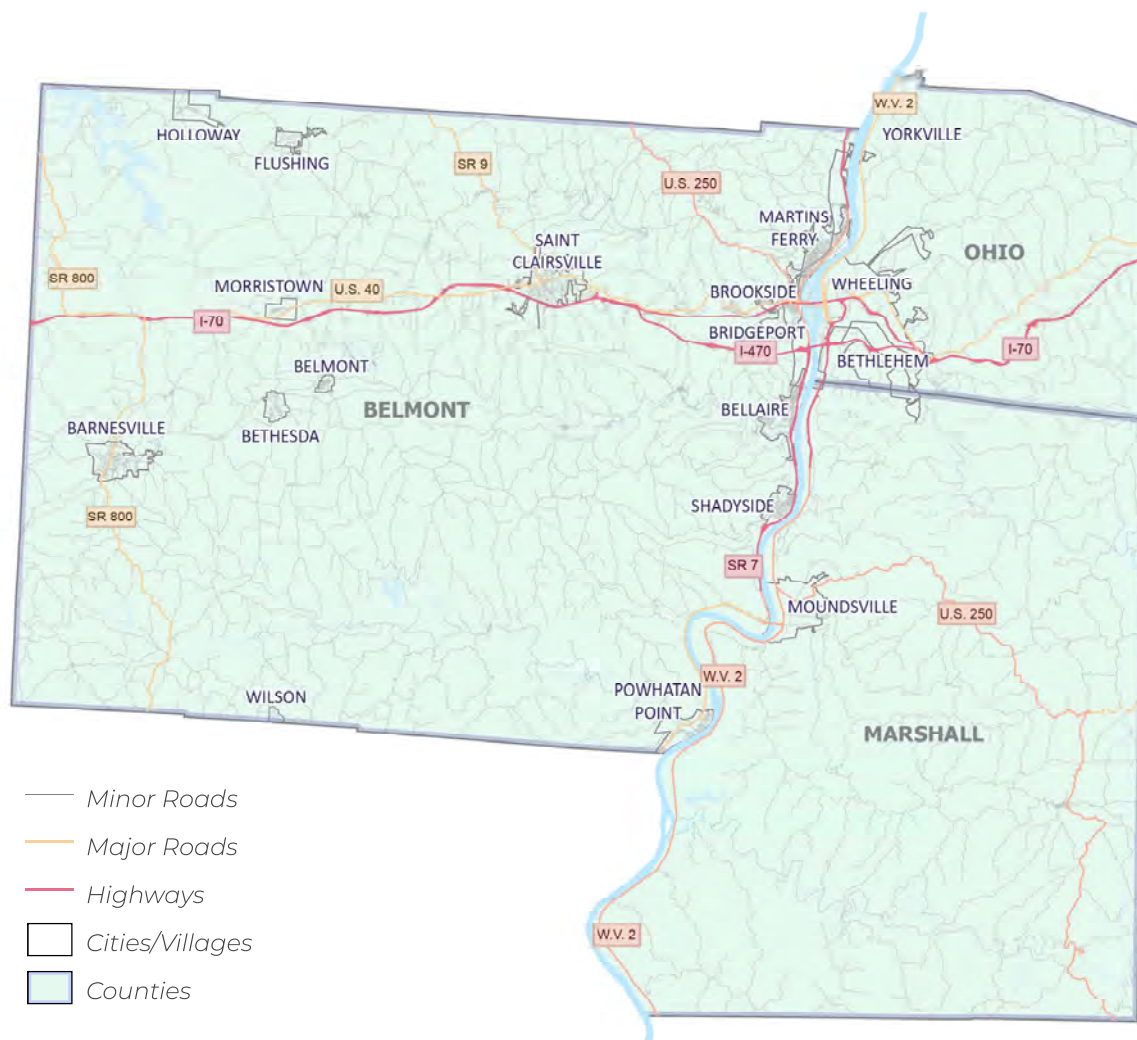 W.V. 2
YORKVILLE
HOLLOWAY
FLUSHING
SR 9
U.S. 250
MARTINS
FERRY
OHIO
SAINT
CLAIRSVILLE
SR 800
MORRISTOWN
U.S. 40
BROOKSIDE
WHEELING
I-70
BRIDGEPORT
I-470
BETHLEHEM
I-70
BELMONT
BELMONT
BELLAIRE
BARNESVILLE
BETHESDA
SHADYSIDE
SR 800
SR 7
MOUNDSVILLE
U.S. 250
W.V. 2
WILSON
POWHATAN
POINT
MARSHALL
W.V. 2
Minor Roads
Major Roads
Highways
Cities/Villages
Counties